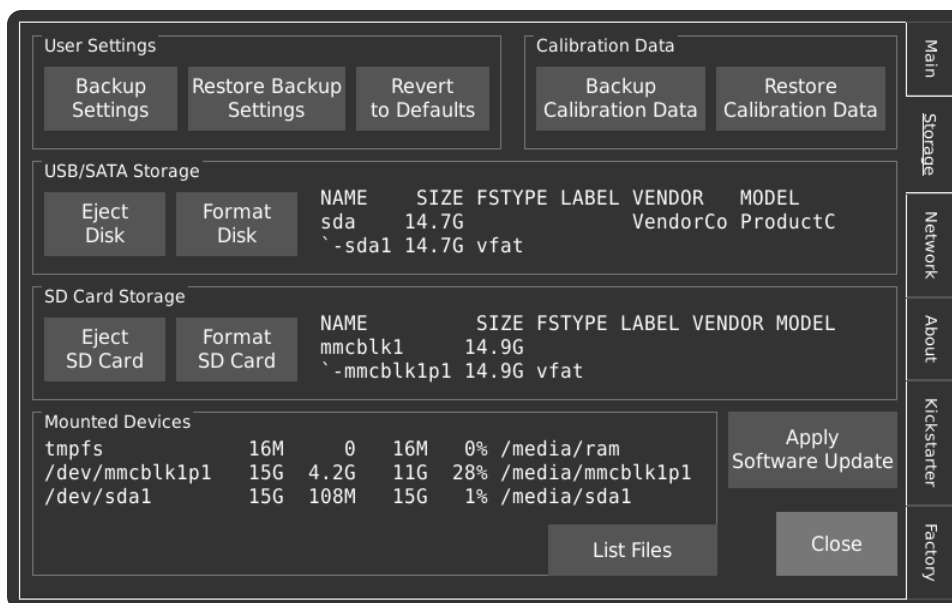 User Settings
Backup
Settings
Restore Backup
Settings
Revert
to Defaults
Calibration Data
Backup
Calibration Data
Restore
Calibration Data
USB/SATA Storage
Eject
Disk
Format
Disk
NAME    SIZE FSTYPE LABEL VENDOR   MODEL
sda    14.7G              VendorCo ProductC
`-sda1 14.7G vfat
SD Card Storage
Eject
SD Card
Format
SD Card
NAME         SIZE FSTYPE LABEL VENDOR MODEL
mmcblk1     14.9G
`-mmcblk1p1 14.9G vfat
Mounted Devices
tmpfs            16M     0   16M   0% /media/ram
/dev/mmcblk1p1   15G  4.2G   11G  28% /media/mmcblk1p1
/dev/sda1        15G  108M   15G   1% /media/sda1
List Files
Apply
Software Update
Close
Main
Storage
Network
About
Kickstarter
Factory